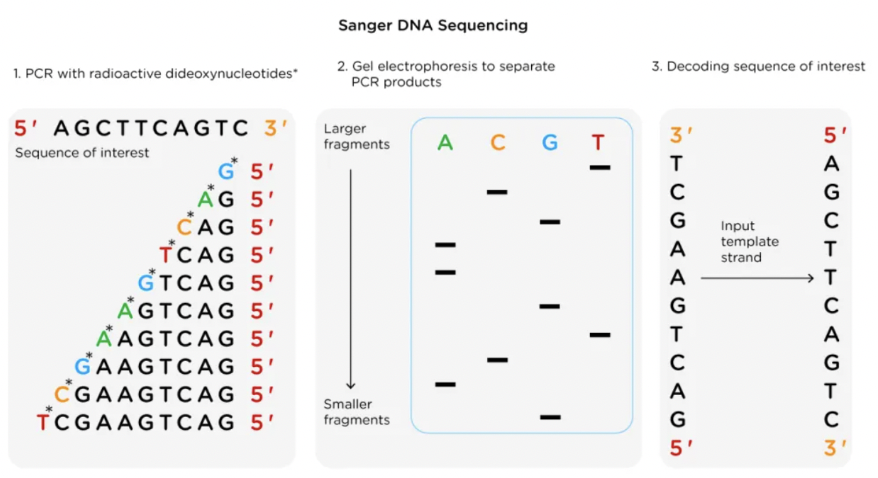 Sanger DNA Sequencing
1. PCR with radioactive dideoxynucleotides*
5' AGCTTCAGTC 3'
Sequence of interest
G* 5'
A*G 5'
C*AG 5'
T*CAG 5'
G*TCAG 5'
A*GTCAG 5'
A*AGTCAG 5'
G*AAGTCAG 5'
C*GAAGTCAG 5'
T*CGAAGTCAG 5'
2. Gel electrophoresis to separate
PCR products
Larger
fragments
A C G T
Smaller
fragments
3. Decoding sequence of interest
3'
T
C
G
A
A
G
T
C
A
G
5'
Input
template
strand
5'
A
G
C
T
T
C
A
G
T
C
3'